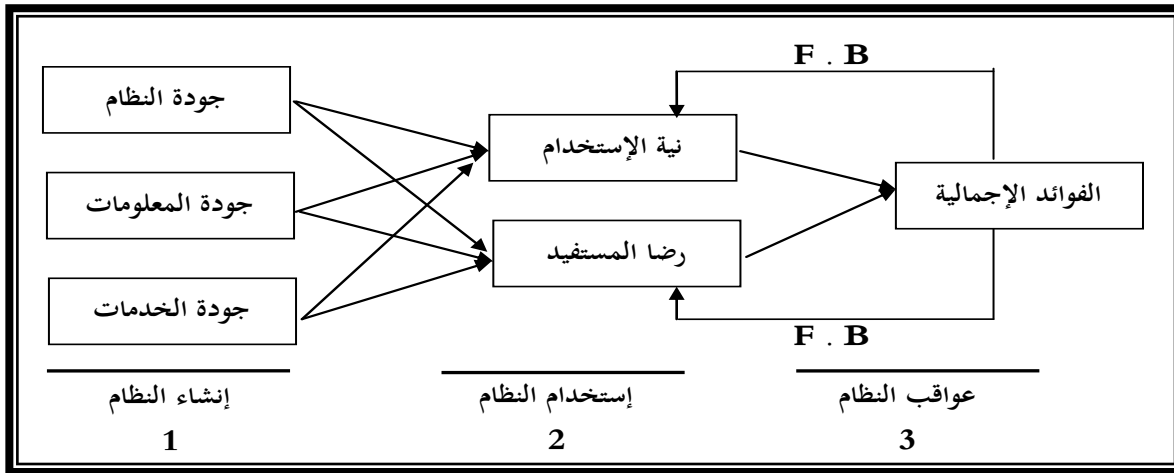 F . B
جودة النظام
نية الإستخدام
جودة المعلومات
الفوائد الإجمالية
رضا المستفيد
جودة الخدمات
F . B
إنشاء النظام
إستخدام النظام
عواقب النظام
1
2
3